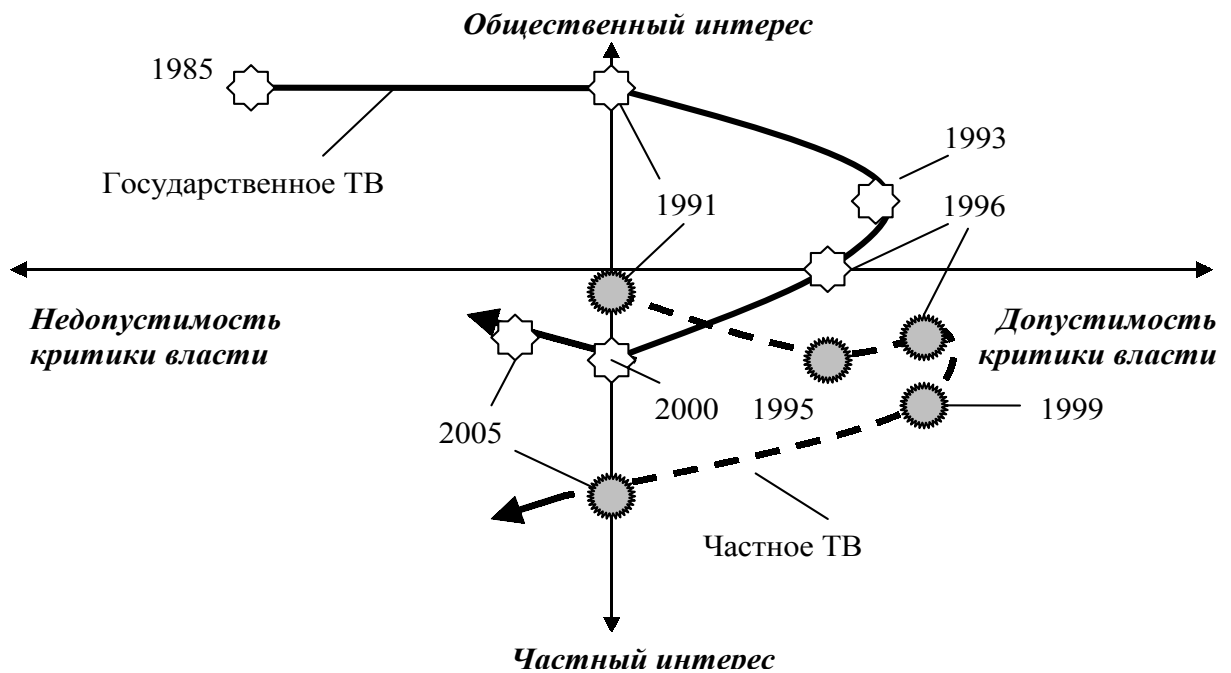 Общественный интерес
1985
1993
Государственное ТВ
1991
1996
Недопустимость
критики власти
Допустимость
критики власти
2000
1995
1999
2005
Частное ТВ
Частный интерес